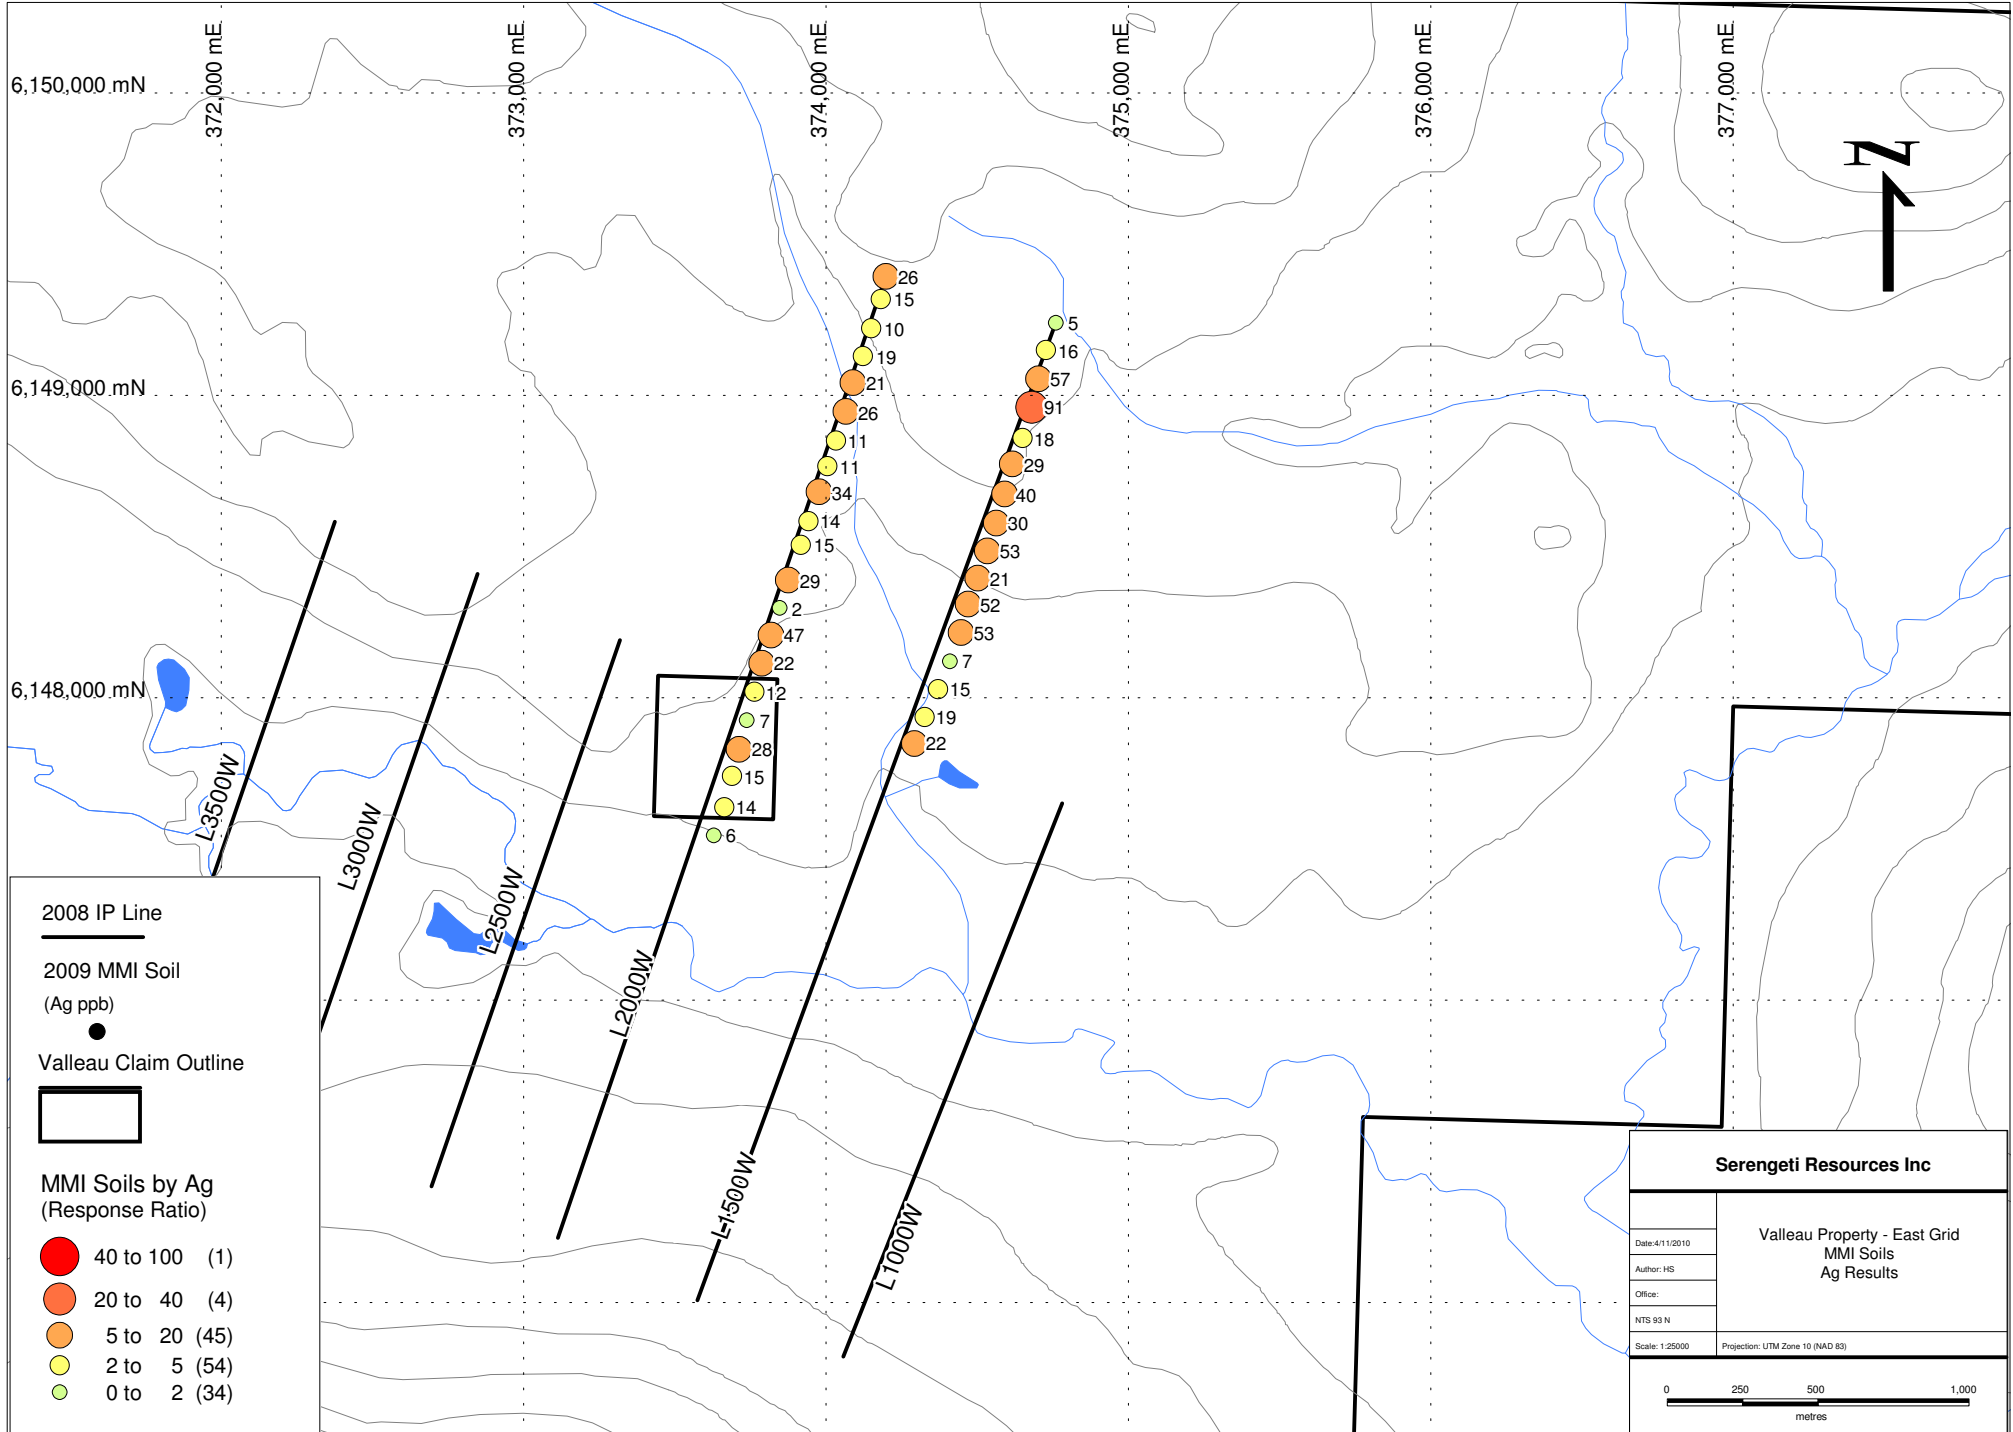 372,000 mE
373,000 mE
374,000 mE
375,000 mE
376,000 mE
377,000 mE
6,150,000 mN
6,149,000 mN
6,148,000 mN
N
26
15
10
19
21
26
11
11
34
14
15
29
2
47
22
12
7
28
15
14
6
5
16
57
91
18
29
40
30
53
21
52
53
7
15
19
22
L3500W
L3000W
L2500W
L2000W
L1500W
L1000W
2008 IP Line
2009 MMI Soil
(Ag ppb)
Valleau Claim Outline
MMI Soils by Ag
(Response Ratio)
40 to 100 (1)
20 to 40 (4)
5 to 20 (45)
2 to 5 (54)
0 to 2 (34)
Serengeti Resources Inc
Date:4/11/2010
Author: HS
Office:
NTS 93 N
Scale: 1:25000
Valleau Property - East Grid
MMI Soils
Ag Results
Projection: UTM Zone 10 (NAD 83)
0 250 500 1,000
metres